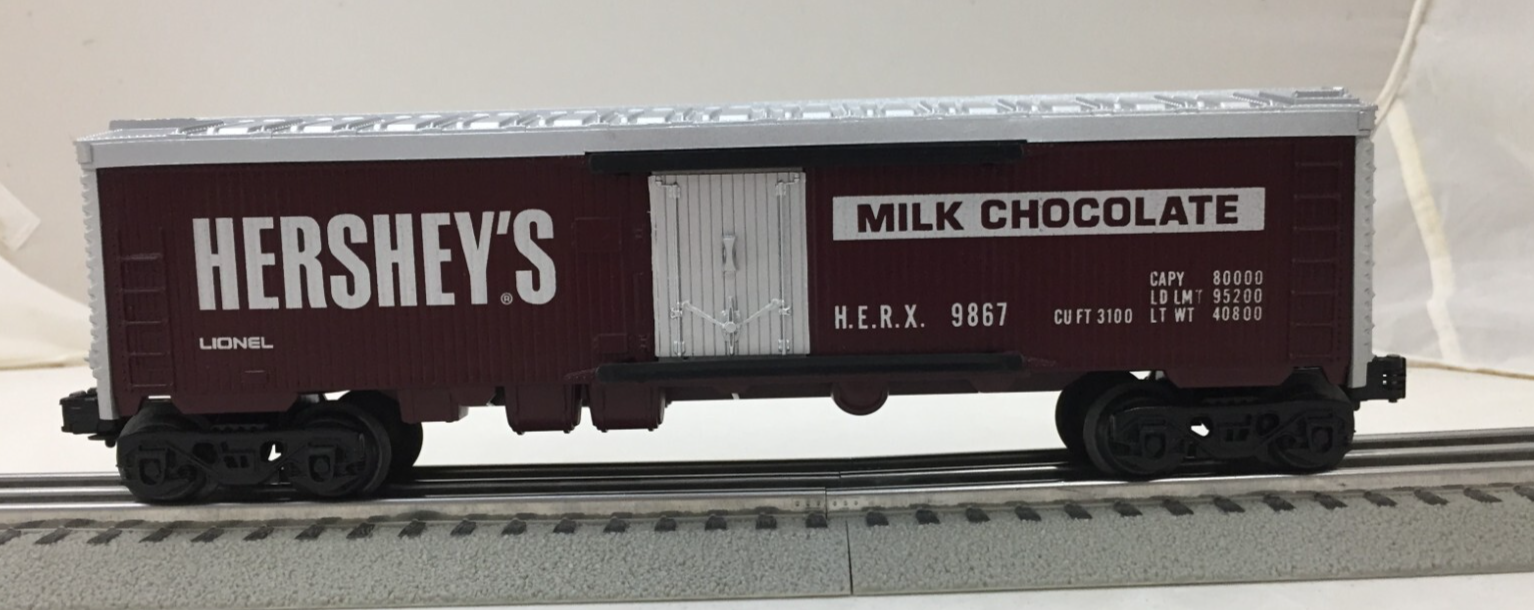 HERSHEY'S®
LIONEL
MILK CHOCOLATE
H.E.R.X. 9867
CU FT 3100
CAPY 80000
LD LMT 95200
LT WT 40800